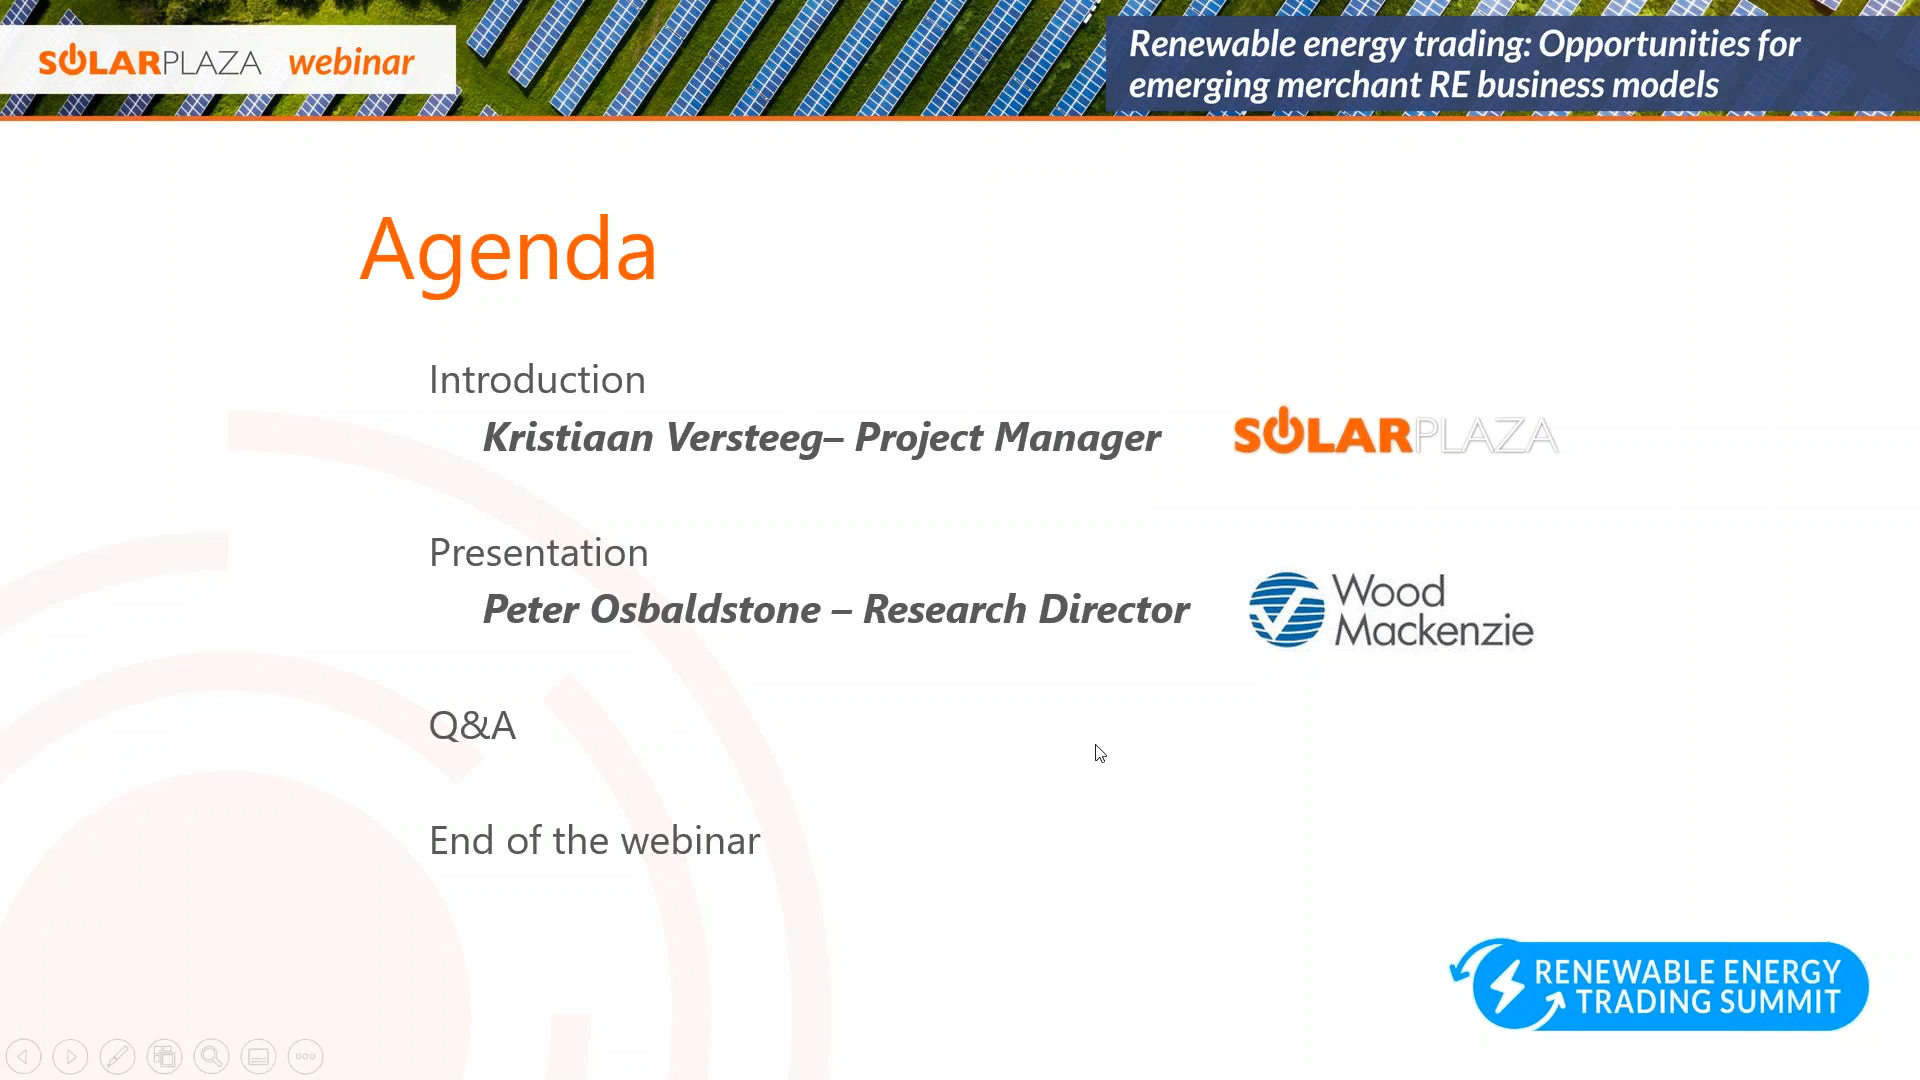 SOLARPLAZA webinar
Renewable energy trading: Opportunities for
emerging merchant RE business models
Agenda
Introduction
Kristiaan Versteeg– Project Manager
SOLARPLAZA
Presentation
Peter Osbaldstone – Research Director
Wood
Mackenzie
Q&A
End of the webinar
RENEWABLE ENERGY
TRADING SUMMIT